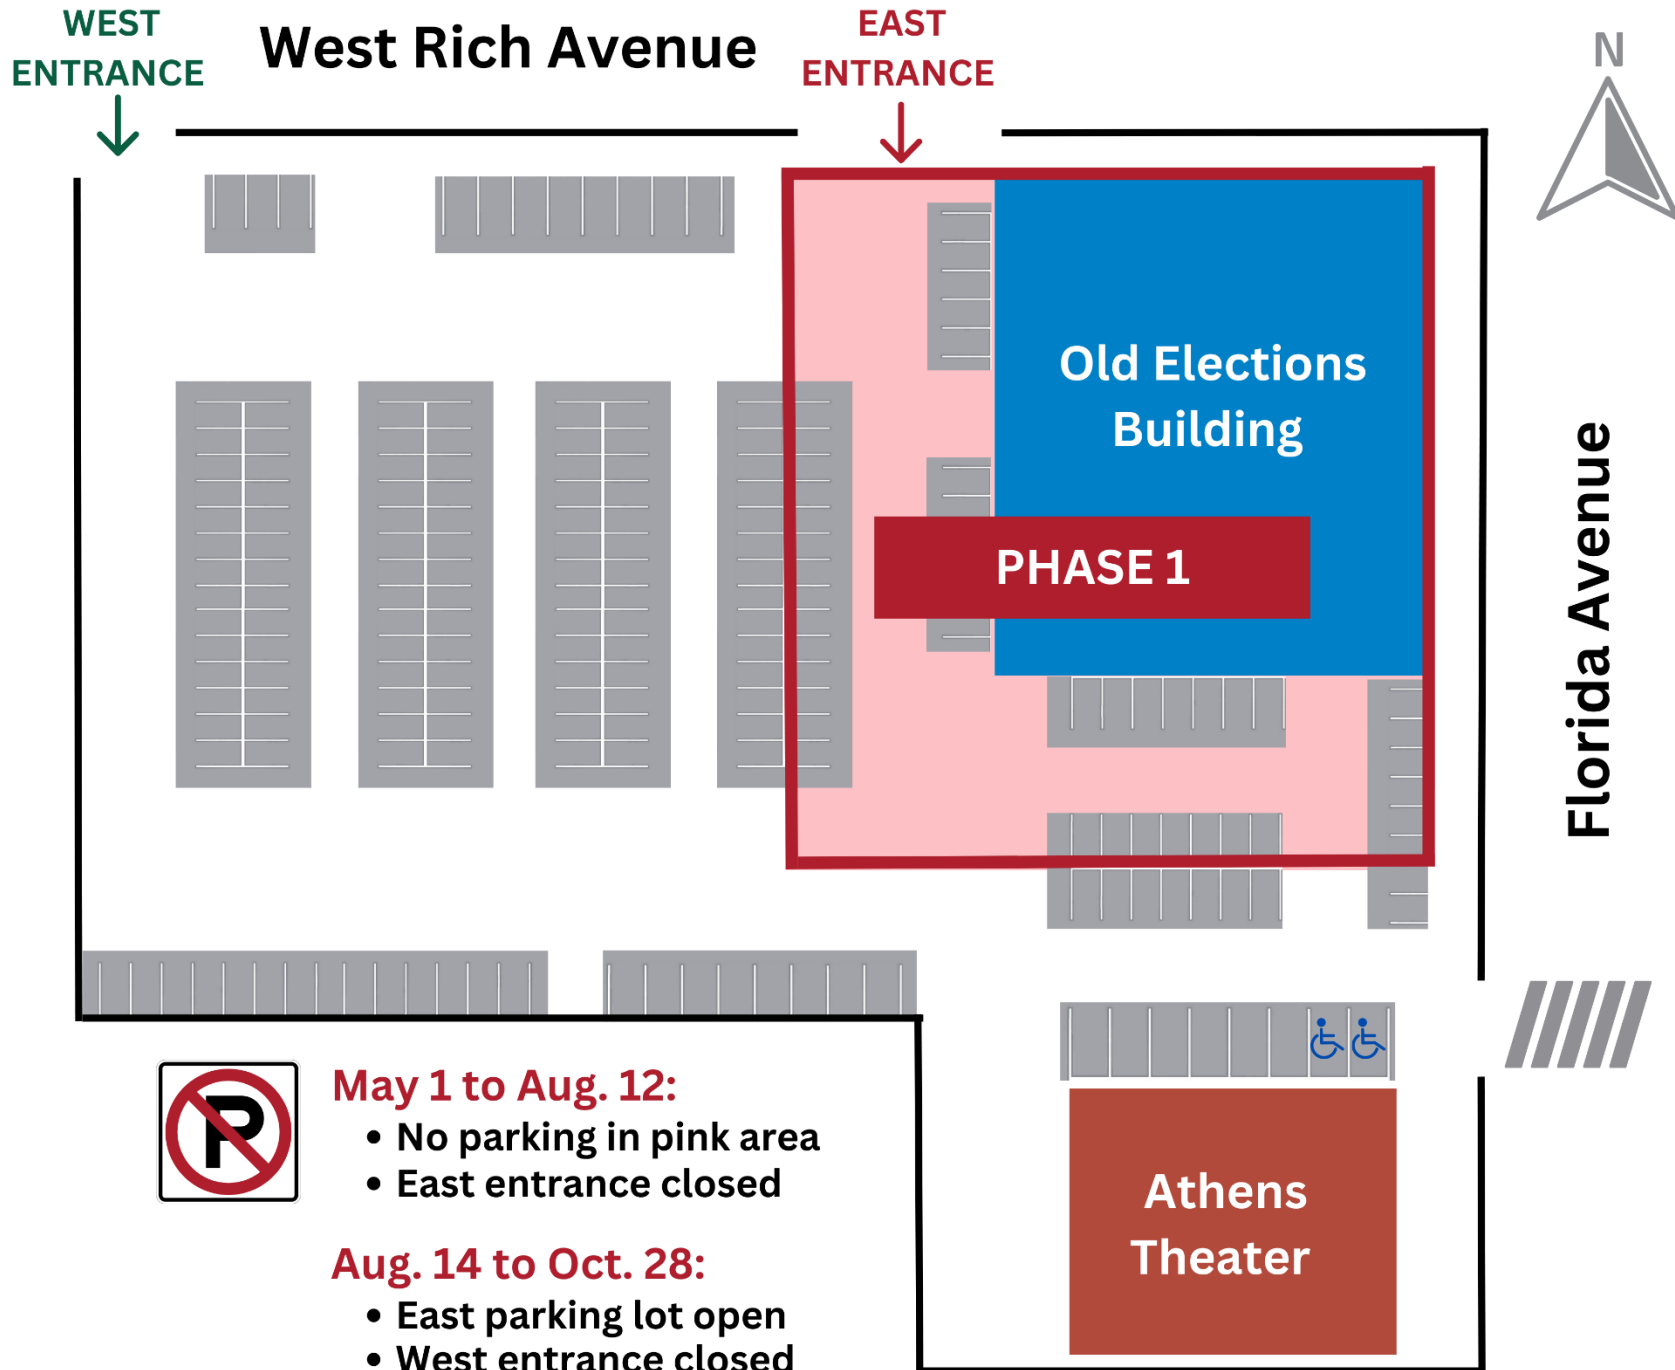 WEST
ENTRANCE
West Rich Avenue
EAST
ENTRANCE
N
Old Elections
Building
PHASE 1
Florida Avenue
P
May 1 to Aug. 12:
• No parking in pink area
• East entrance closed
Aug. 14 to Oct. 28:
• East parking lot open
• West entrance closed
Athens
Theater